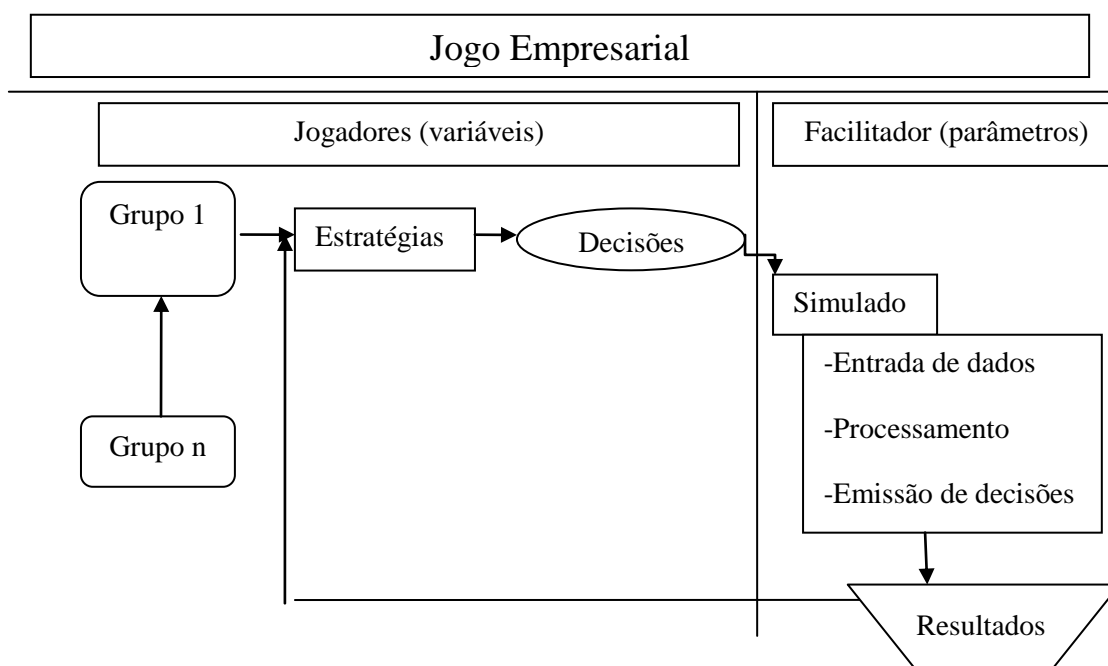 Jogo Empresarial
Jogadores (variáveis)
Facilitador (parâmetros)
Grupo 1
Estratégias
Decisões
Simulado
-Entrada de dados
-Processamento
-Emissão de decisões
Grupo n
Resultados